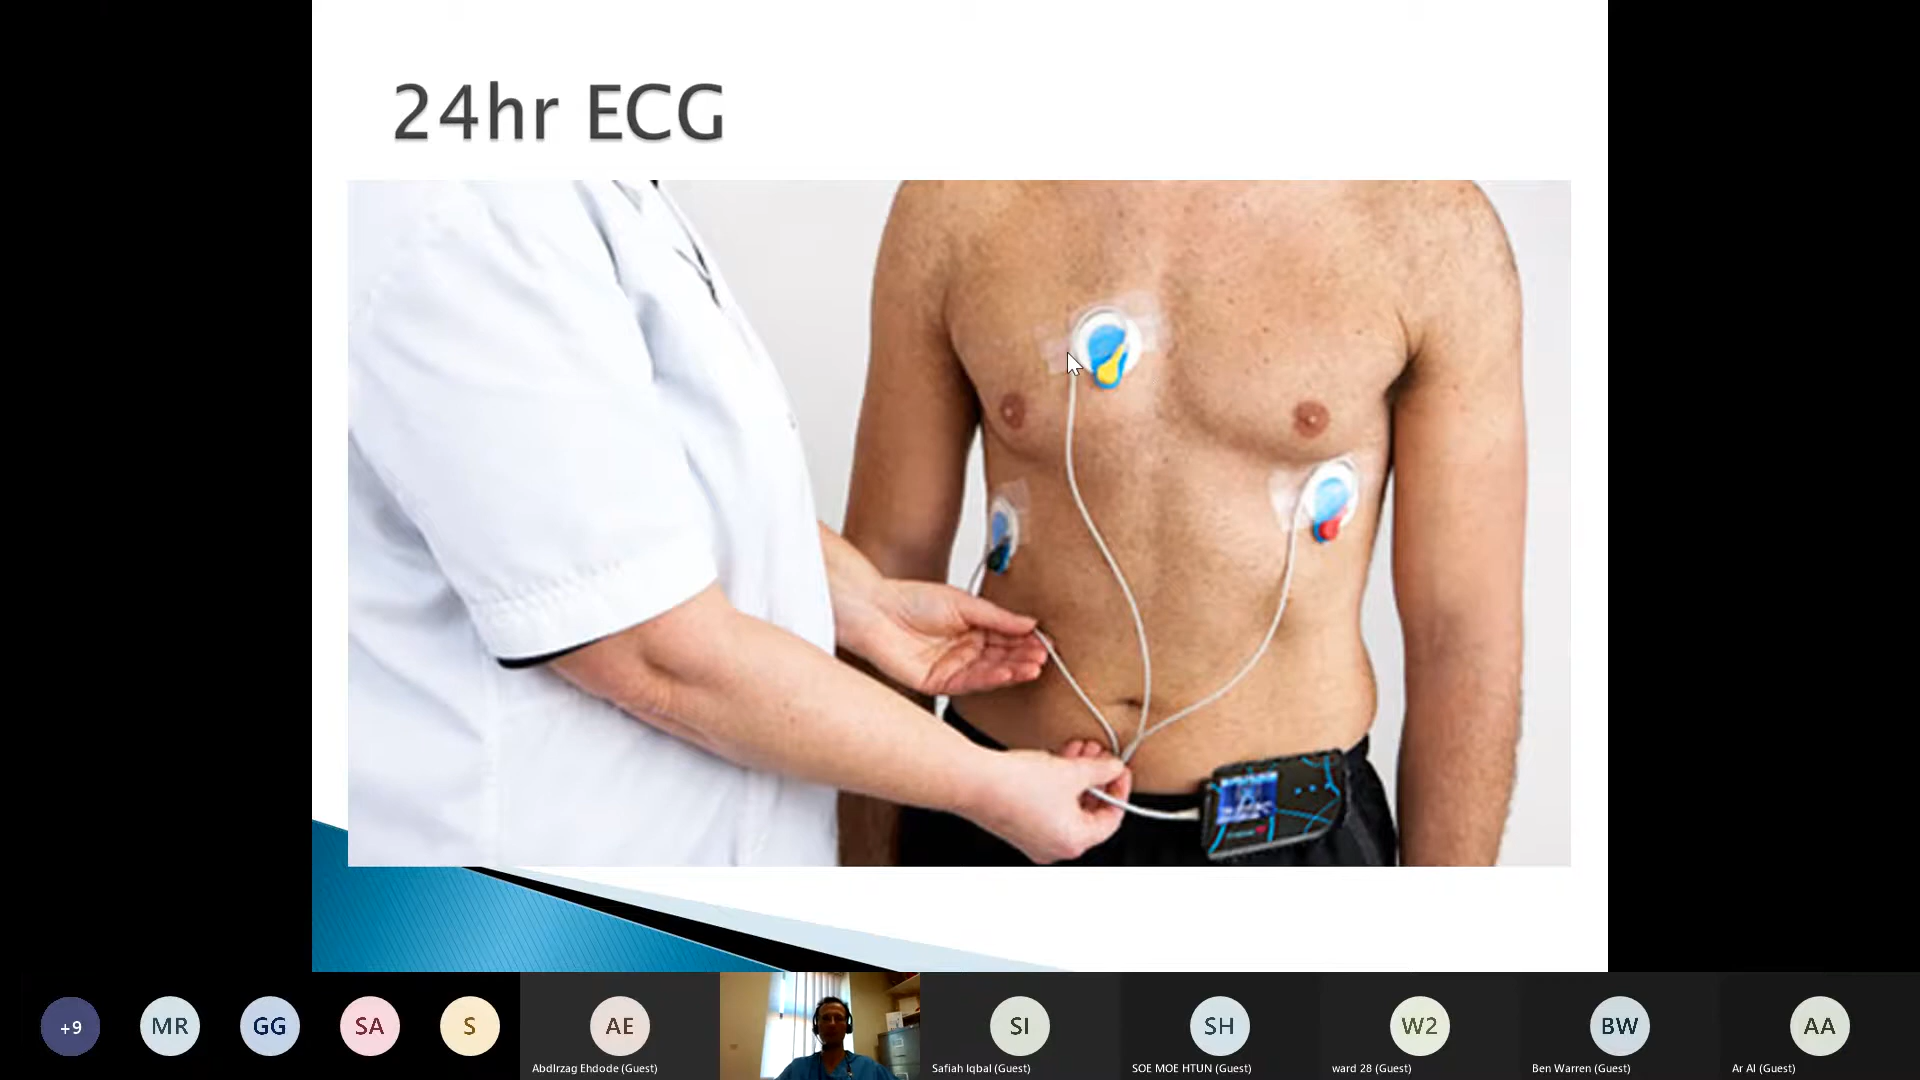 24hr ECG
+9
MR
GG
SA
S
AE
SI
SH
W2
BW
AA
Abdlrzag Ehdode (Guest)
Safiah Iqbal (Guest)
SOE MOE HTUN (Guest)
ward 28 (Guest)
Ben Warren (Guest)
Ar Al (Guest)